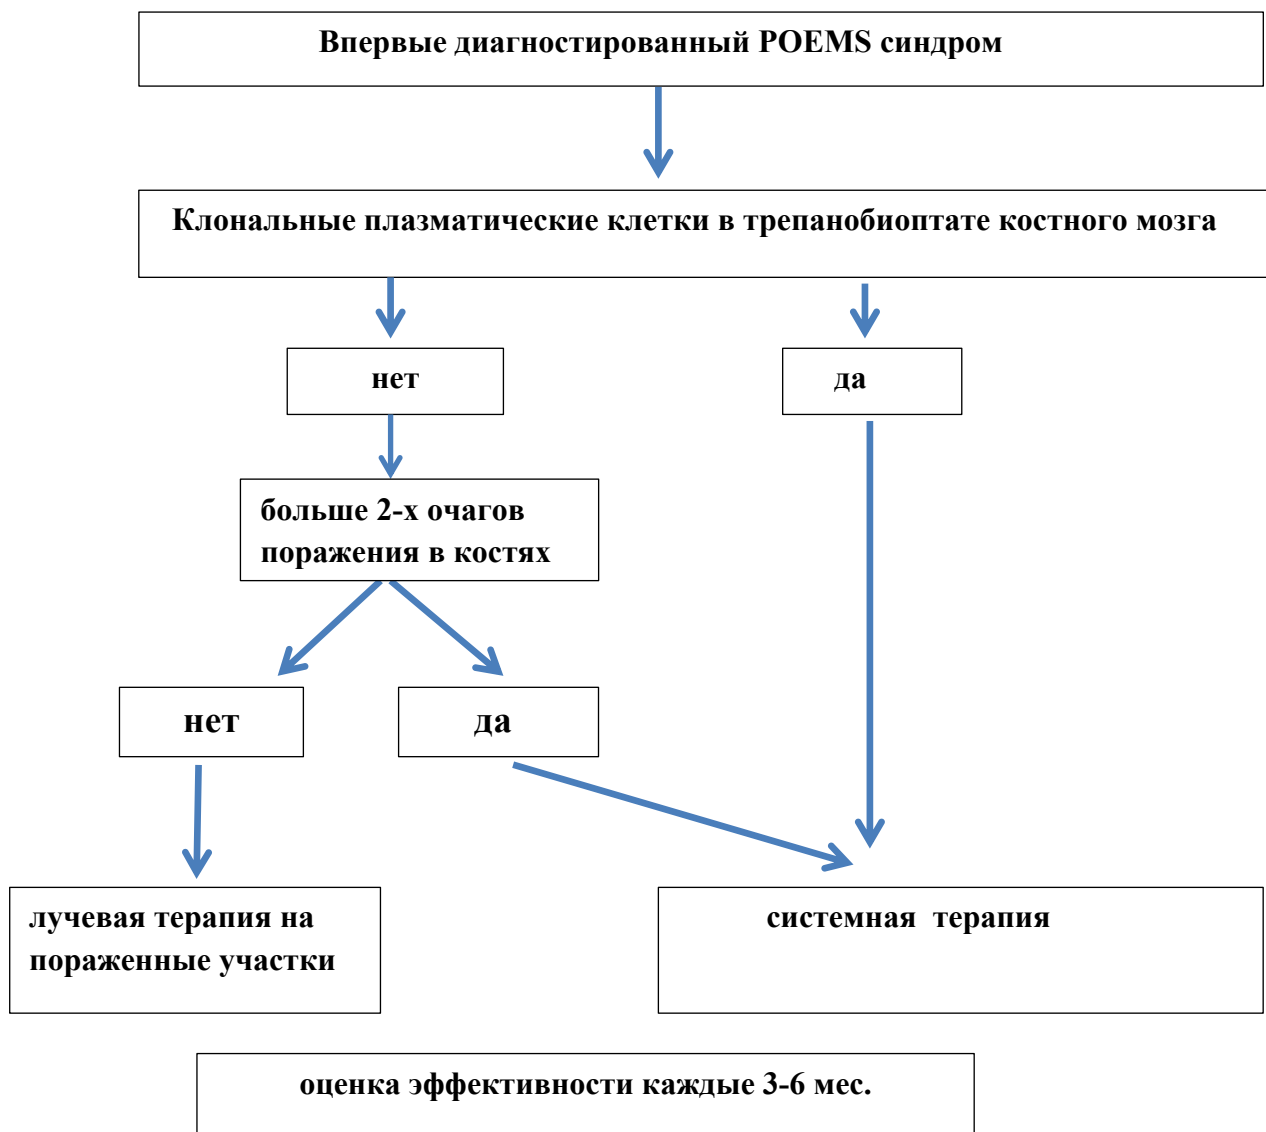 Впервые диагностированный POEMS синдром
Клональные плазматические клетки в трепанобиоптате костного мозга
нет
да
больше 2-х очагов
поражения в костях
нет
да
лучевая терапия на
пораженные участки
системная терапия
оценка эффективности каждые 3-6 мес.